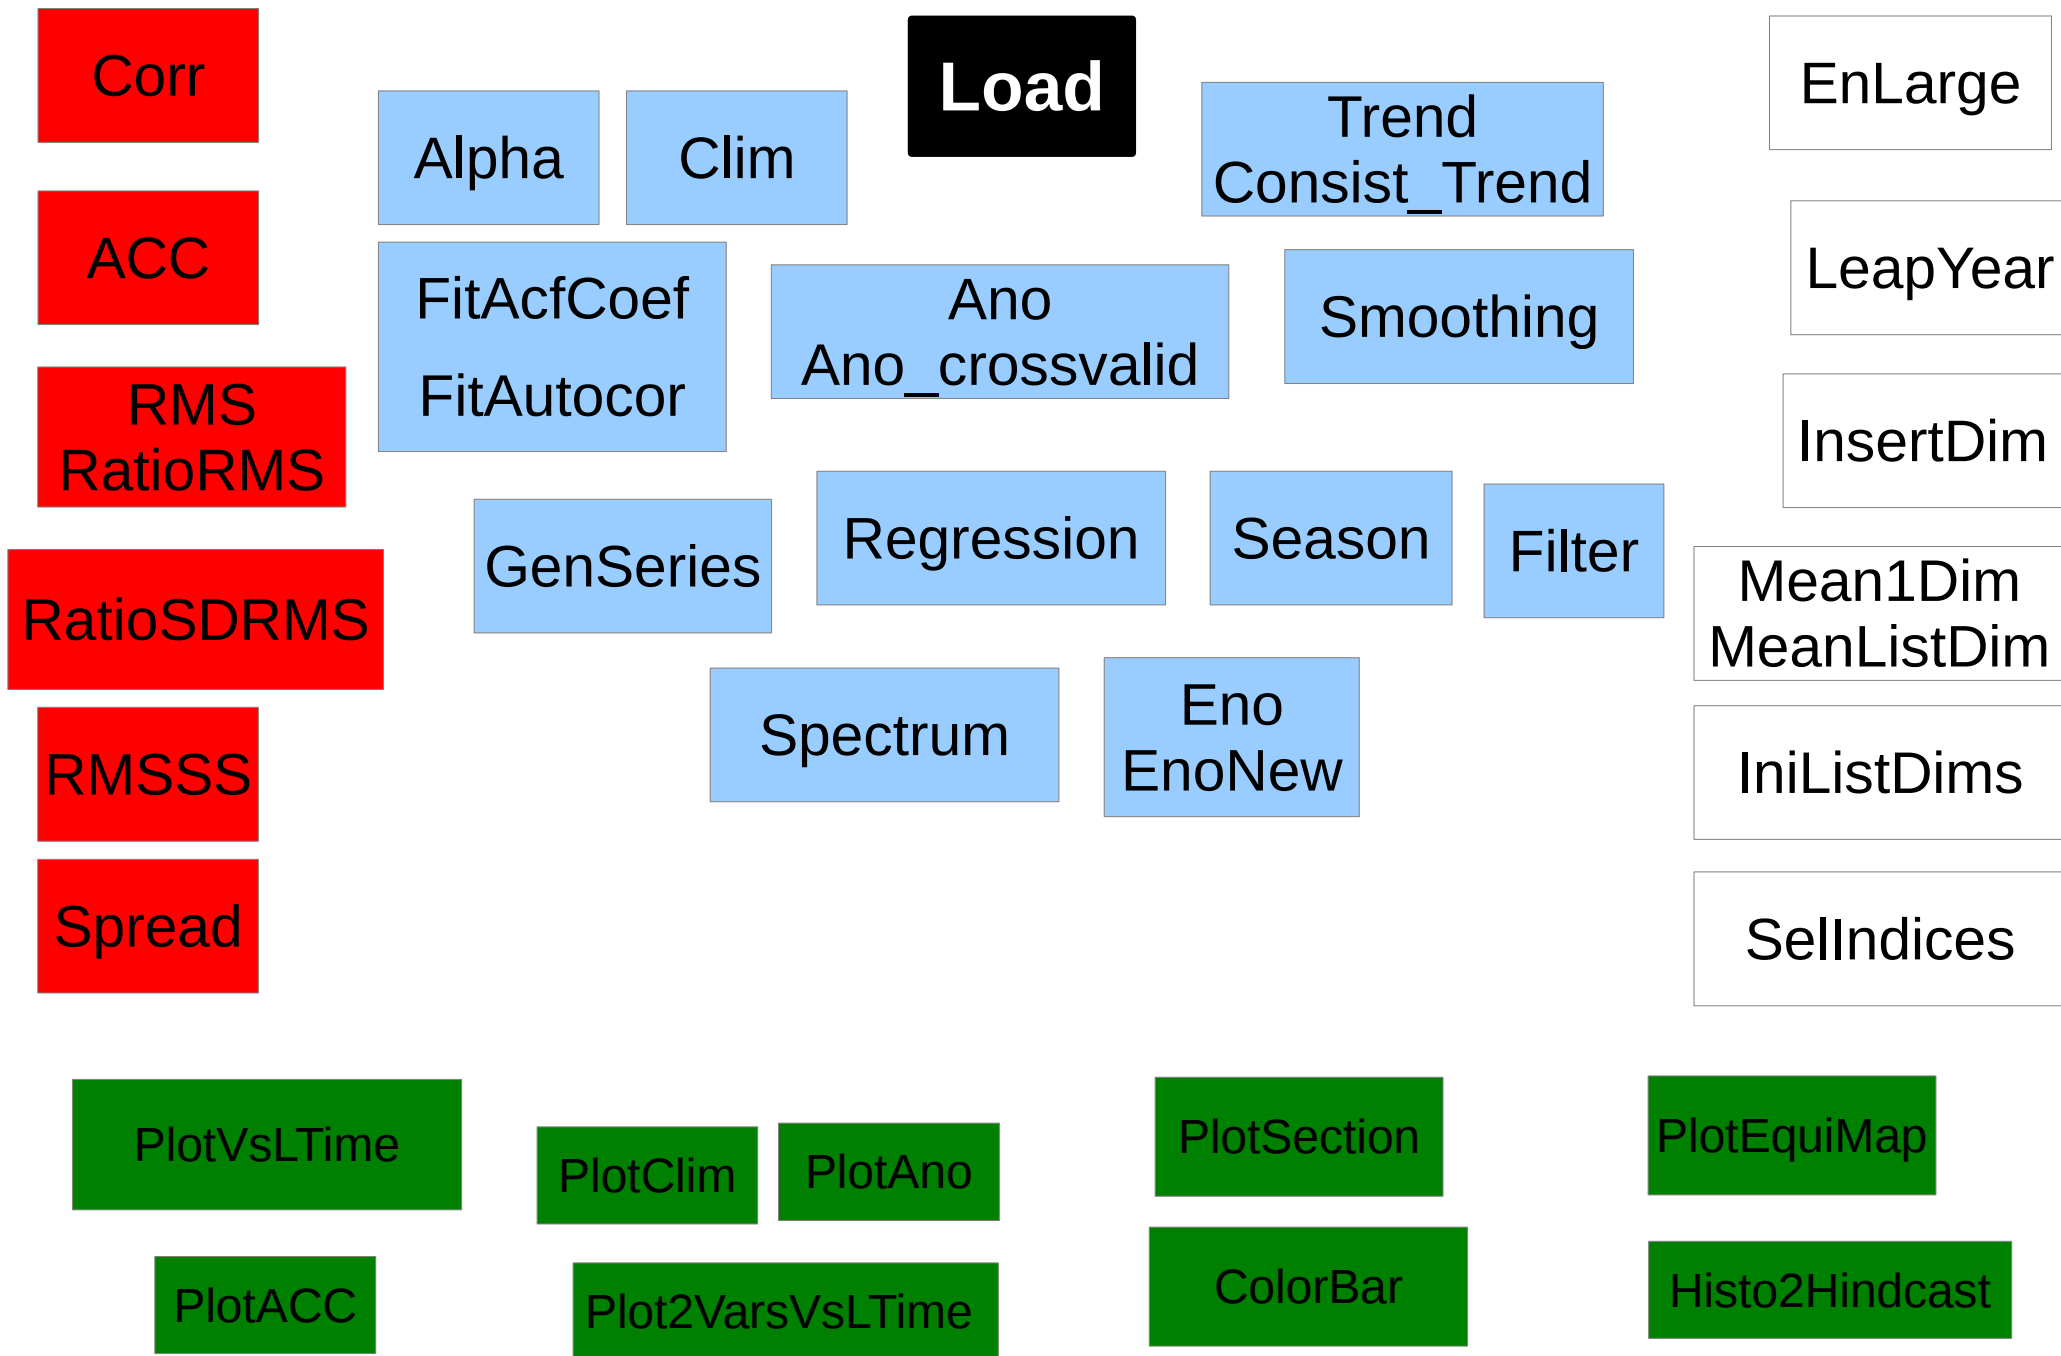 Corr
Load
EnLarge
Alpha
Clim
Trend
Consist_Trend
ACC
LeapYear
FitAcfCoef
FitAutocor
Ano
Ano_crossvalid
Smoothing
RMS
RatioRMS
InsertDim
GenSeries
Regression
Season
Filter
RatioSDRMS
Mean1Dim
MeanListDim
Spectrum
Eno
EnoNew
RMSSS
IniListDims
Spread
SelIndices
PlotVsLTime
PlotClim
PlotAno
PlotSection
PlotEquiMap
PlotACC
Plot2VarsVsLTime
ColorBar
Histo2Hindcast